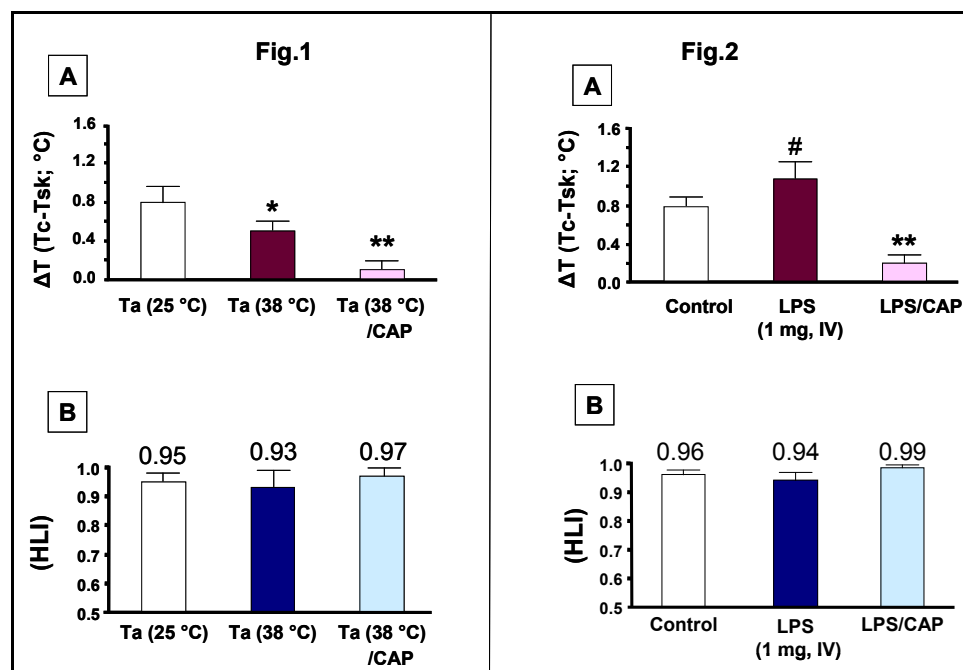 Fig.1
A
ΔT (Tc-Tsk; °C)
1.6
1.2
0.8
0.4
0.0
*
**
Ta (25 °C) Ta (38 °C) Ta (38 °C)
/CAP
B
(HLI)
1.0
0.9
0.8
0.7
0.6
0.5
0.95 0.93 0.97
Ta (25 °C) Ta (38 °C) Ta (38 °C)
/CAP
Fig.2
A
ΔT (Tc-Tsk; °C)
1.6
1.2
0.8
0.4
0.0
#
**
Control LPS LPS/CAP
(1 mg, IV)
B
(HLI)
1.0
0.9
0.8
0.7
0.6
0.5
0.96 0.94 0.99
Control LPS LPS/CAP
(1 mg, IV)